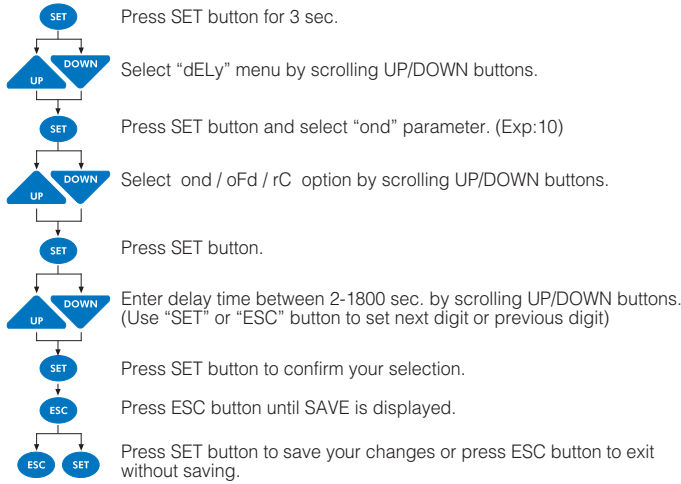 SET
Press SET button for 3 sec.
UP
DOWN
Select “dELy” menu by scrolling UP/DOWN buttons.
SET
Press SET button and select “ond” parameter. (Exp:10)
UP
DOWN
Select ond / oFd / rC option by scrolling UP/DOWN buttons.
SET
Press SET button.
UP
DOWN
Enter delay time between 2-1800 sec. by scrolling UP/DOWN buttons.
(Use “SET” or “ESC” button to set next digit or previous digit)
SET
Press SET button to confirm your selection.
ESC
Press ESC button until SAVE is displayed.
ESC
SET
Press SET button to save your changes or press ESC button to exit
without saving.